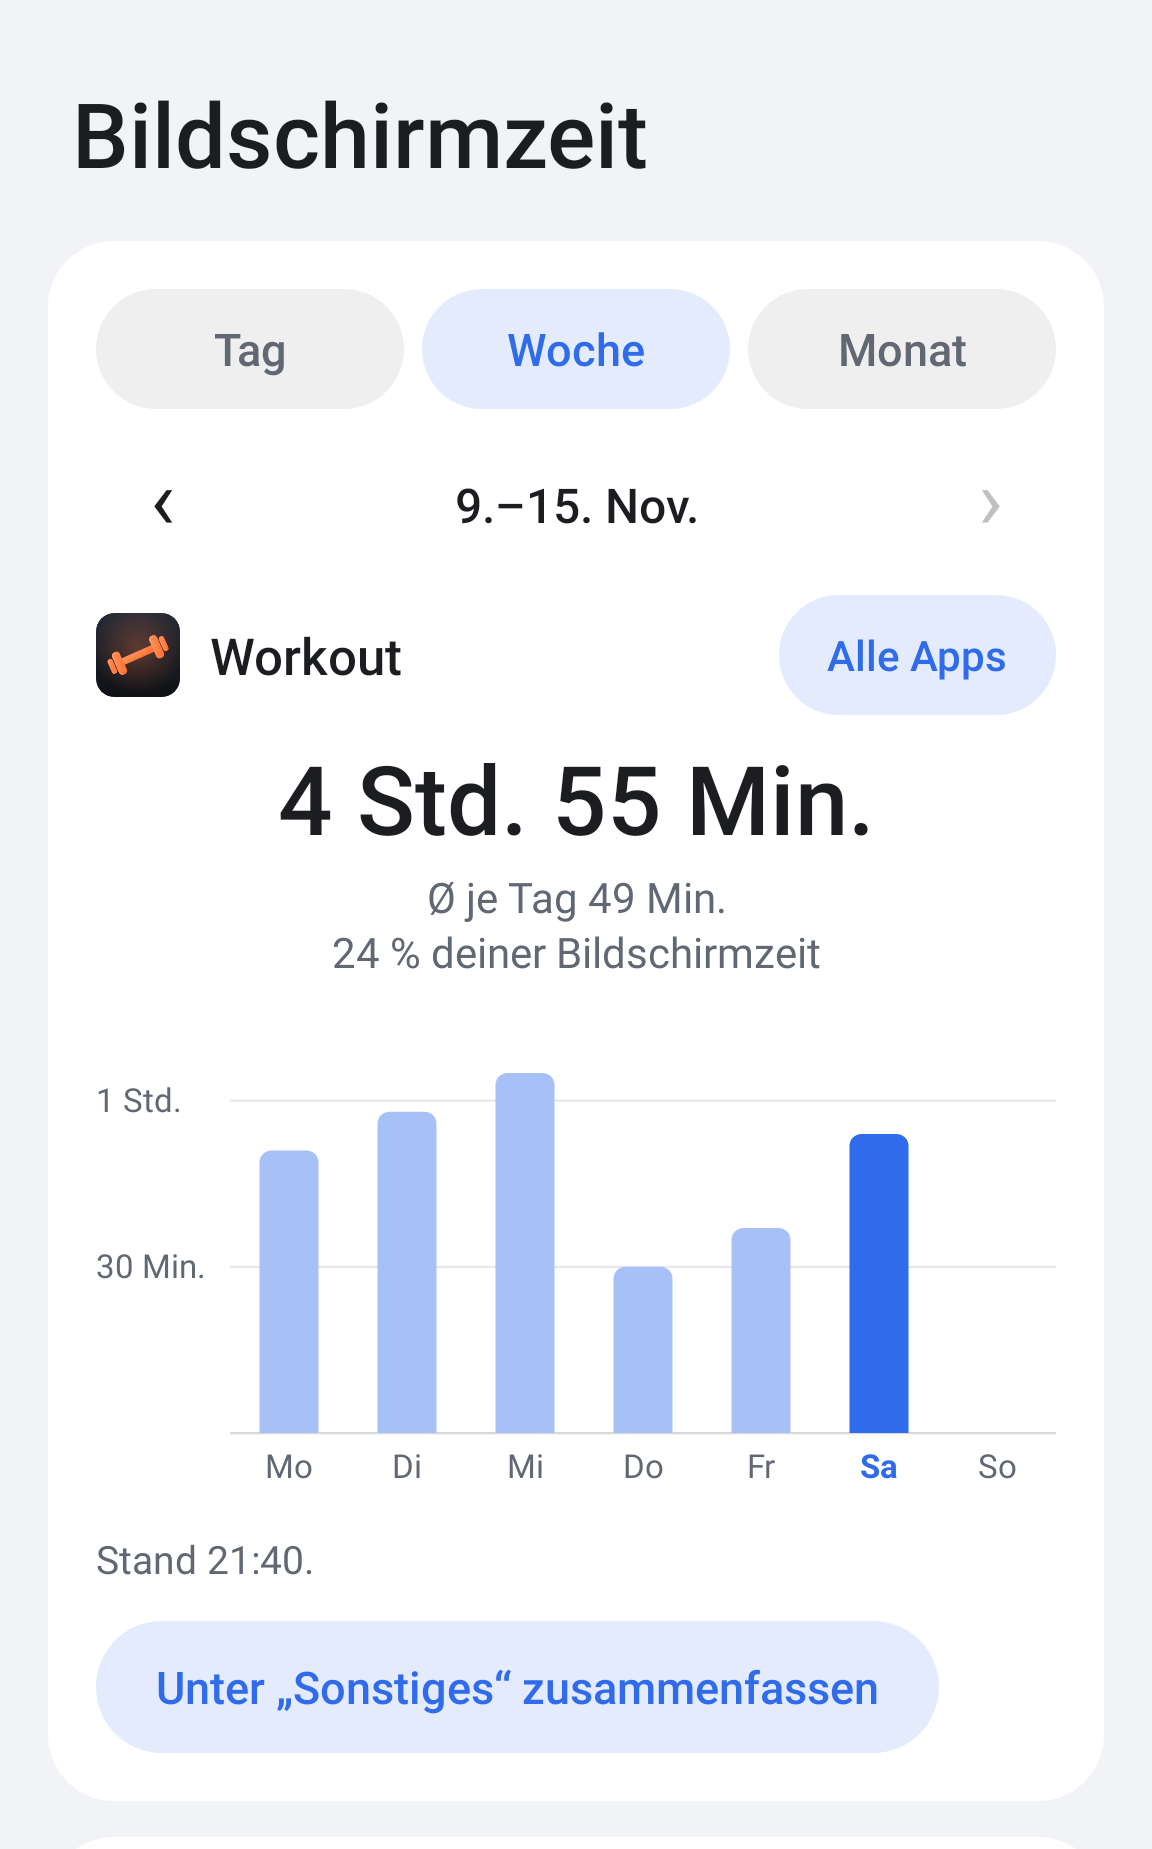 Bildschirmzeit
Tag Woche Monat
9.–15. Nov.
Workout Alle Apps
4 Std. 55 Min.
Ø je Tag 49 Min.
24 % deiner Bildschirmzeit
1 Std.
30 Min.
Mo Di Mi Do Fr Sa So
Stand 21:40.
Unter „Sonstiges“ zusammenfassen